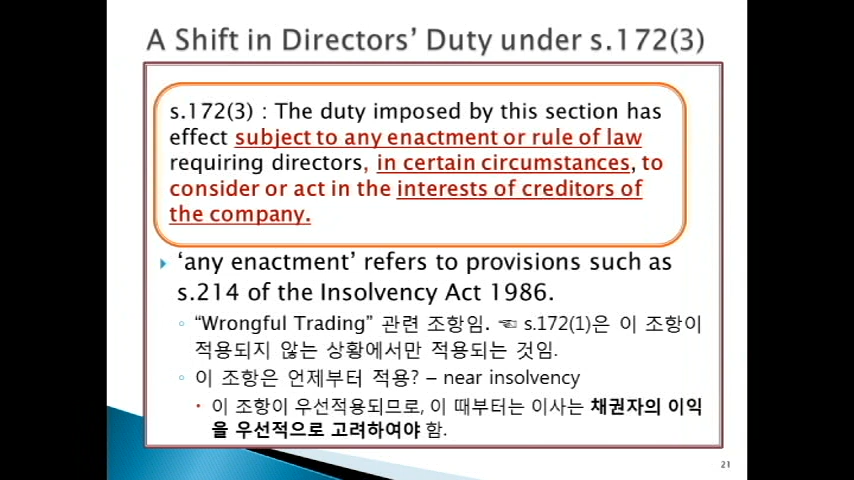 A Shift in Directors' Duty under s.172(3)
s.172(3) : The duty imposed by this section has
effect subject to any enactment or rule of law
requiring directors, in certain circumstances, to
consider or act in the interests of creditors of
the company.
‘any enactment’ refers to provisions such as
s.214 of the Insolvency Act 1986.
“Wrongful Trading” 관련 조항임. ☜ s.172(1)은 이 조항이
적용되지 않는 상황에서만 적용되는 것임.
이 조항은 언제부터 적용? – near insolvency
이 조항이 우선적용되므로, 이 때부터는 이사는 채권자의 이익
을 우선적으로 고려하여야 함.
21